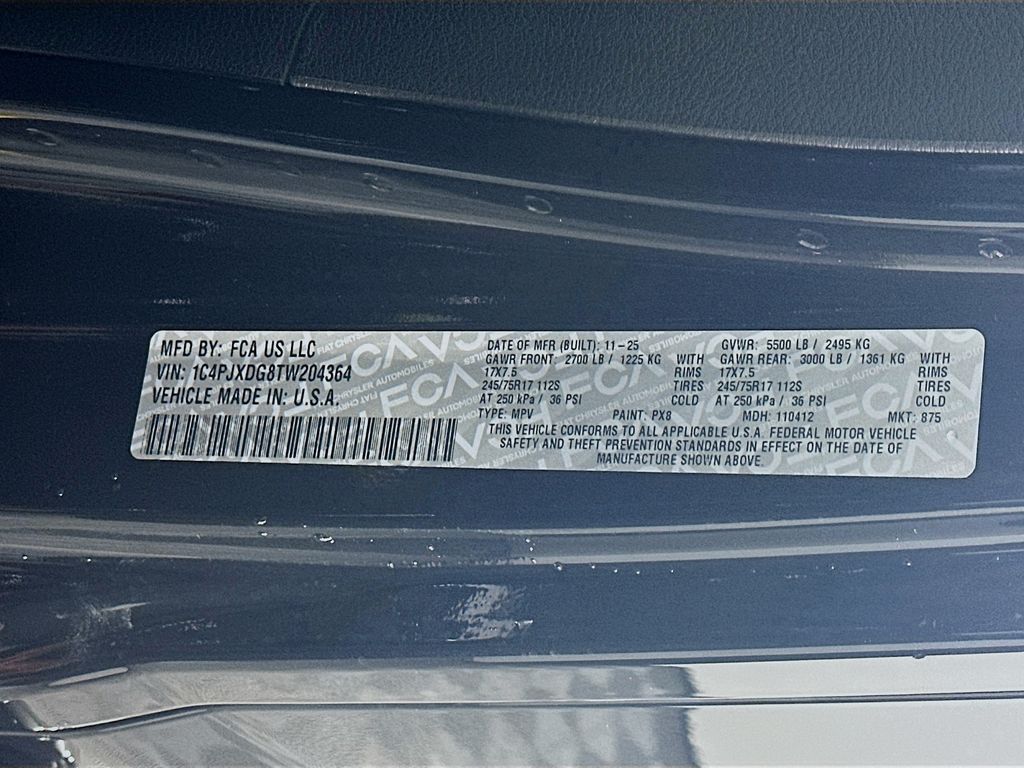 MFD BY: FCA US LLC
VIN: 1C4PJXDG8TW204364
VEHICLE MADE IN: U.S.A.
DATE OF MFR (BUILT): 11-25 GVWR: 5500 LB / 2495 KG
GAWR FRONT: 2700 LB / 1225 KG WITH GAWR REAR: 3000 LB / 1361 KG WITH
17X7.5 RIMS 17X7.5 RIMS
245/75R17 112S TIRES 245/75R17 112S TIRES
AT 250 kPa / 36 PSI COLD AT 250 kPa / 36 PSI COLD
TYPE: MPV PAINT: PX8 MDH: 110412 MKT: 875
THIS VEHICLE CONFORMS TO ALL APPLICABLE U.S.A. FEDERAL MOTOR VEHICLE
SAFETY AND THEFT PREVENTION STANDARDS IN EFFECT ON THE DATE OF
MANUFACTURE SHOWN ABOVE.